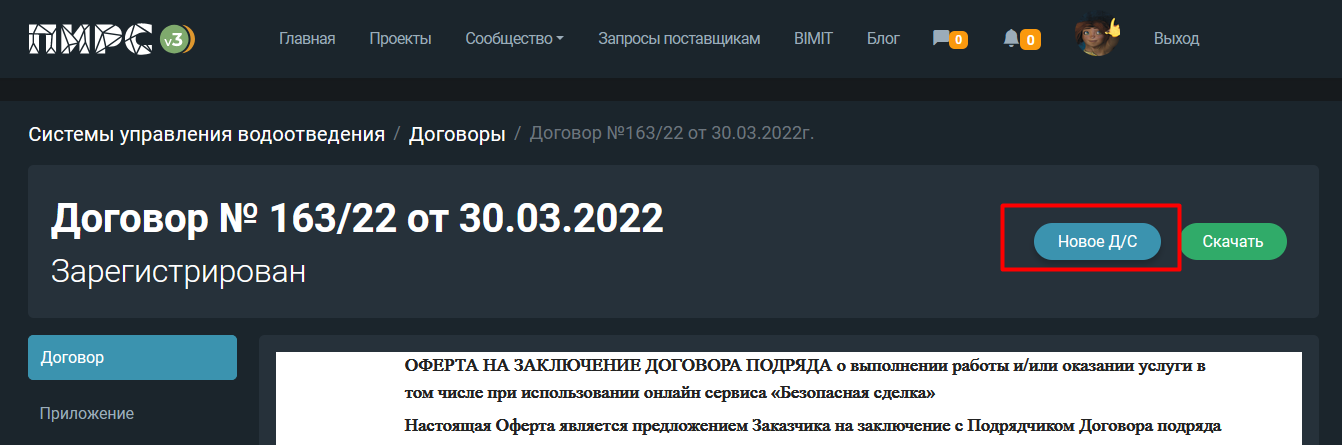 ПИРС v3 Главная Проекты Сообщество Запросы поставщикам BIMIT Блог 0 0 Выход
Системы управления водоотведения / Договоры / Договор №163/22 от 30.03.2022г.
Договор № 163/22 от 30.03.2022
Зарегистрирован
Новое Д/С Скачать
Договор
Приложение
ОФЕРТА НА ЗАКЛЮЧЕНИЕ ДОГОВОРА ПОДРЯДА о выполнении работы и/или оказании услуги в
том числе при использовании онлайн сервиса «Безопасная сделка»
Настоящая Оферта является предложением Заказчика на заключение с Подрядчиком Договора подряда